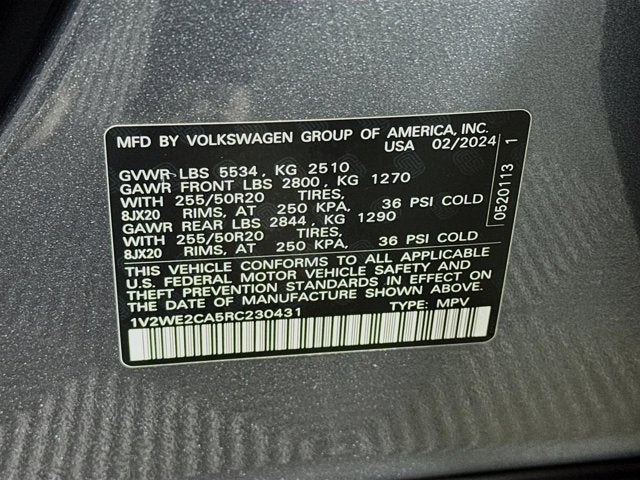 MFD BY VOLKSWAGEN GROUP OF AMERICA, INC.
USA 02/2024
GVWR LBS 5534, KG 2510
GAWR FRONT LBS 2800, KG 1270
WITH 255/50R20 TIRES,
8JX20 RIMS, AT 250 KPA, 36 PSI COLD
GAWR REAR LBS 2844, KG 1290
WITH 255/50R20 TIRES,
8JX20 RIMS, AT 250 KPA, 36 PSI COLD
THIS VEHICLE CONFORMS TO ALL APPLICABLE
U.S. FEDERAL MOTOR VEHICLE SAFETY AND
THEFT PREVENTION STANDARDS IN EFFECT ON THE
DATE OF MANUFACTURE SHOWN ABOVE.
1V2WE2CA5RC230431 TYPE: MPV
0520113 1